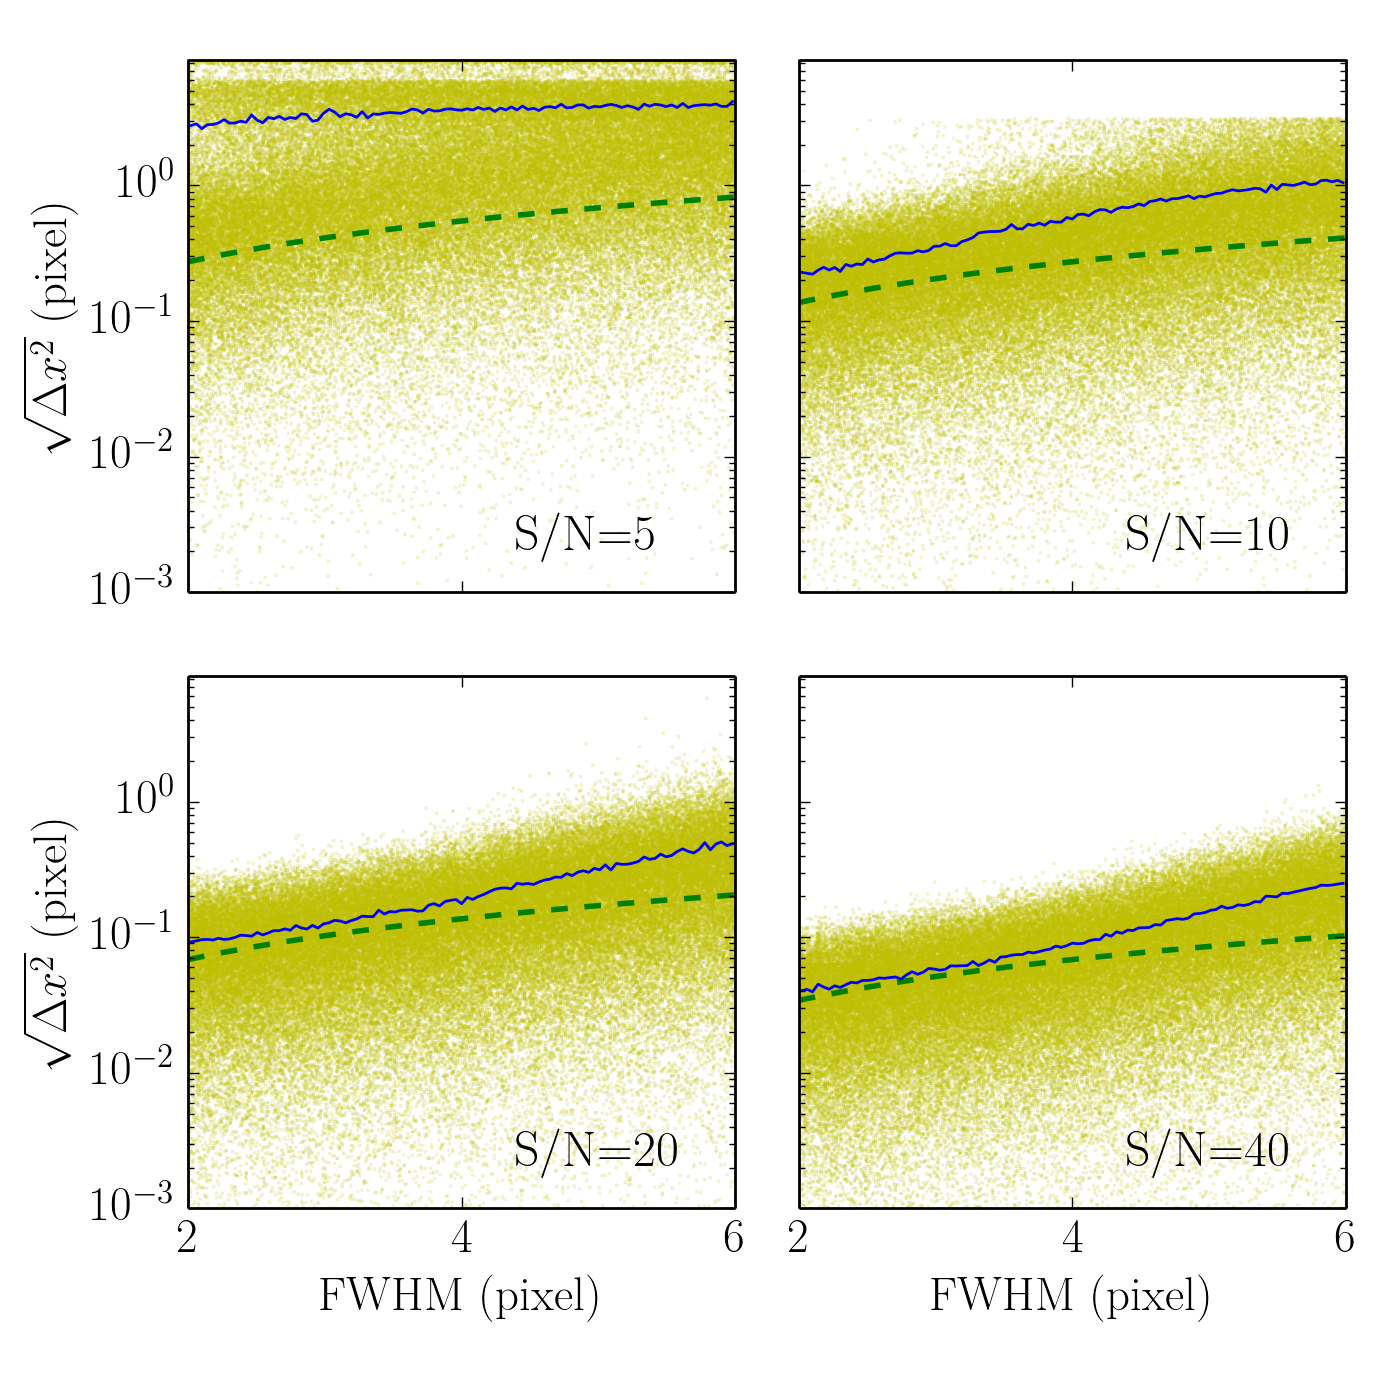 √Δx² (pixel)
10⁰
10⁻¹
10⁻²
10⁻³
S/N=5
S/N=10
√Δx² (pixel)
10⁰
10⁻¹
10⁻²
10⁻³
S/N=20
S/N=40
2 4 6
2 4 6
FWHM (pixel)
FWHM (pixel)